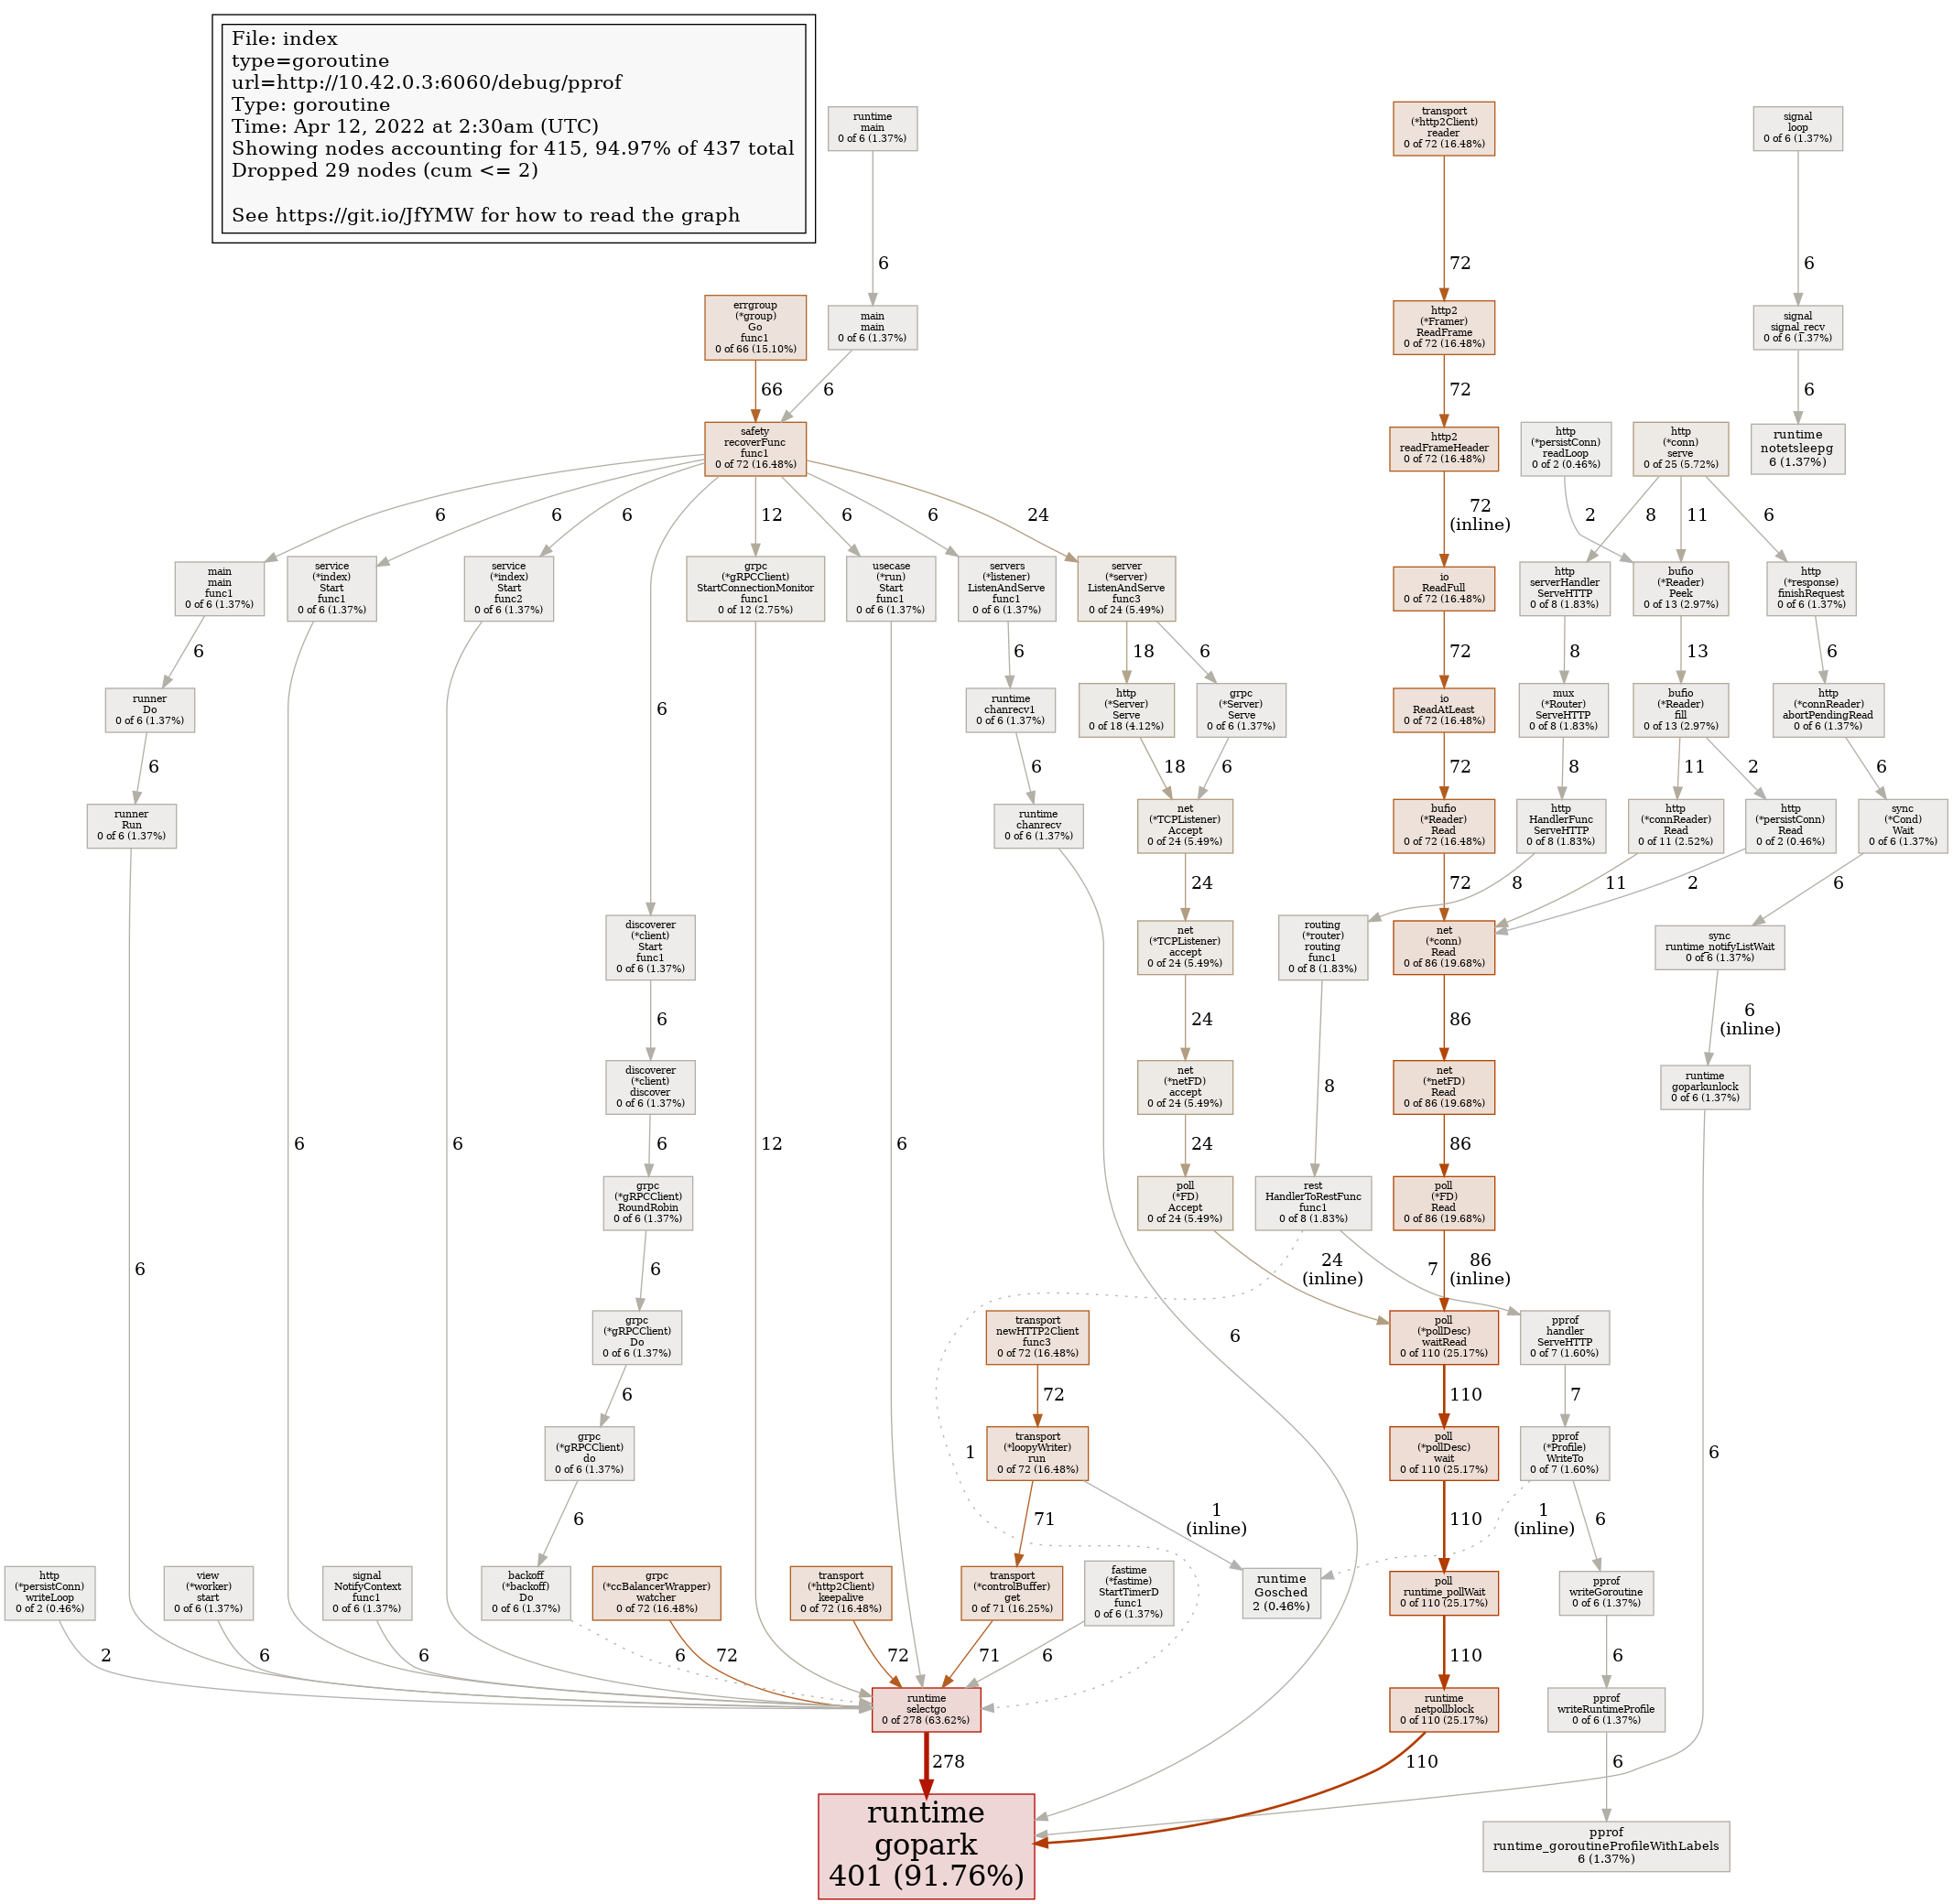 File: index
type=goroutine
url=http://10.42.0.3:6060/debug/pprof
Type: goroutine
Time: Apr 12, 2022 at 2:30am (UTC)
Showing nodes accounting for 415, 94.97% of 437 total
Dropped 29 nodes (cum <= 2)
See https://git.io/JfYMW for how to read the graph
runtime
main
0 of 6 (1.37%)
transport
(*http2Client)
reader
0 of 72 (16.48%)
signal
loop
0 of 6 (1.37%)
6
72
6
errgroup
(*group)
Go
func1
0 of 66 (15.10%)
main
main
0 of 6 (1.37%)
http2
(*Framer)
ReadFrame
0 of 72 (16.48%)
signal
signal_recv
0 of 6 (1.37%)
66
6
72
6
safety
recoverFunc
func1
0 of 72 (16.48%)
http2
readFrameHeader
0 of 72 (16.48%)
http
(*persistConn)
readLoop
0 of 2 (0.46%)
http
(*conn)
serve
0 of 25 (5.72%)
runtime
notetsleepg
6 (1.37%)
6
6
6
12
6
6
24
72
(inline)
2
8
11
6
main
main
func1
0 of 6 (1.37%)
service
(*index)
Start
func1
0 of 6 (1.37%)
service
(*index)
Start
func2
0 of 6 (1.37%)
grpc
(*gRPCClient)
StartConnectionMonitor
func1
0 of 12 (2.75%)
usecase
(*run)
Start
func1
0 of 6 (1.37%)
servers
(*listener)
ListenAndServe
func1
0 of 6 (1.37%)
server
(*server)
ListenAndServe
func3
0 of 24 (5.49%)
io
ReadFull
0 of 72 (16.48%)
http
serverHandler
ServeHTTP
0 of 8 (1.83%)
bufio
(*Reader)
Peek
0 of 13 (2.97%)
http
(*response)
finishRequest
0 of 6 (1.37%)
6
6
18
6
72
8
13
6
runner
Do
0 of 6 (1.37%)
6
runtime
chanrecv1
0 of 6 (1.37%)
http
(*Server)
Serve
0 of 18 (4.12%)
grpc
(*Server)
Serve
0 of 6 (1.37%)
io
ReadAtLeast
0 of 72 (16.48%)
mux
(*Router)
ServeHTTP
0 of 8 (1.83%)
bufio
(*Reader)
fill
0 of 13 (2.97%)
http
(*connReader)
abortPendingRead
0 of 6 (1.37%)
6
6
18
6
72
8
11
2
6
runner
Run
0 of 6 (1.37%)
runtime
chanrecv
0 of 6 (1.37%)
net
(*TCPListener)
Accept
0 of 24 (5.49%)
bufio
(*Reader)
Read
0 of 72 (16.48%)
http
HandlerFunc
ServeHTTP
0 of 8 (1.83%)
http
(*connReader)
Read
0 of 11 (2.52%)
http
(*persistConn)
Read
0 of 2 (0.46%)
sync
(*Cond)
Wait
0 of 6 (1.37%)
24
72
8
11
2
6
discoverer
(*client)
Start
func1
0 of 6 (1.37%)
net
(*TCPListener)
accept
0 of 24 (5.49%)
routing
(*router)
routing
func1
0 of 8 (1.83%)
net
(*conn)
Read
0 of 86 (19.68%)
sync
runtime_notifyListWait
0 of 6 (1.37%)
6
24
86
6
(inline)
discoverer
(*client)
discover
0 of 6 (1.37%)
net
(*netFD)
accept
0 of 24 (5.49%)
8
net
(*netFD)
Read
0 of 86 (19.68%)
runtime
goparkunlock
0 of 6 (1.37%)
6
6
6
12
6
24
86
grpc
(*gRPCClient)
RoundRobin
0 of 6 (1.37%)
poll
(*FD)
Accept
0 of 24 (5.49%)
rest
HandlerToRestFunc
func1
0 of 8 (1.83%)
poll
(*FD)
Read
0 of 86 (19.68%)
6
6
24
(inline)
7
86
(inline)
grpc
(*gRPCClient)
Do
0 of 6 (1.37%)
transport
newHTTP2Client
func3
0 of 72 (16.48%)
6
poll
(*pollDesc)
waitRead
0 of 110 (25.17%)
pprof
handler
ServeHTTP
0 of 7 (1.60%)
6
72
110
7
grpc
(*gRPCClient)
do
0 of 6 (1.37%)
1
transport
(*loopyWriter)
run
0 of 72 (16.48%)
poll
(*pollDesc)
wait
0 of 110 (25.17%)
pprof
(*Profile)
WriteTo
0 of 7 (1.60%)
6
6
71
1
(inline)
110
1
(inline)
6
http
(*persistConn)
writeLoop
0 of 2 (0.46%)
view
(*worker)
start
0 of 6 (1.37%)
signal
NotifyContext
func1
0 of 6 (1.37%)
backoff
(*backoff)
Do
0 of 6 (1.37%)
grpc
(*ccBalancerWrapper)
watcher
0 of 72 (16.48%)
transport
(*http2Client)
keepalive
0 of 72 (16.48%)
transport
(*controlBuffer)
get
0 of 71 (16.25%)
fastime
(*fastime)
StartTimerD
func1
0 of 6 (1.37%)
runtime
Gosched
2 (0.46%)
poll
runtime_pollWait
0 of 110 (25.17%)
pprof
writeGoroutine
0 of 6 (1.37%)
2
6
6
6
72
72
71
6
110
6
runtime
selectgo
0 of 278 (63.62%)
runtime
netpollblock
0 of 110 (25.17%)
pprof
writeRuntimeProfile
0 of 6 (1.37%)
278
110
6
runtime
gopark
401 (91.76%)
pprof
runtime_goroutineProfileWithLabels
6 (1.37%)